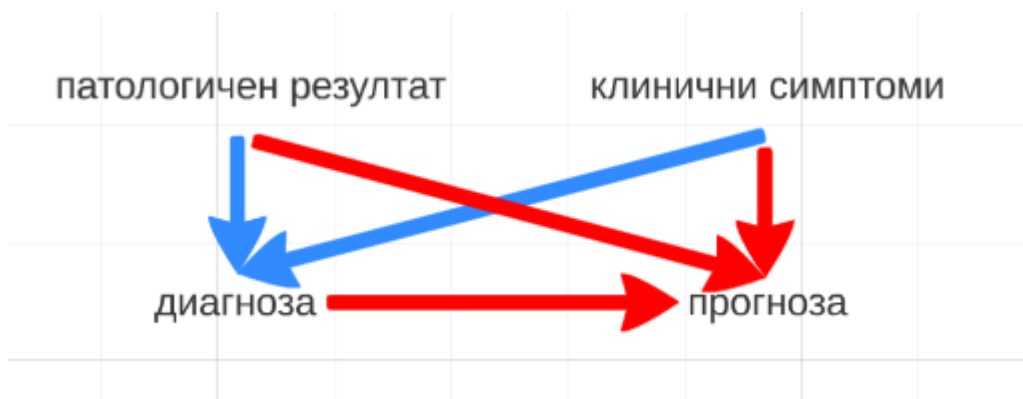 патологичен резултат клинични симптоми
диагноза прогноза